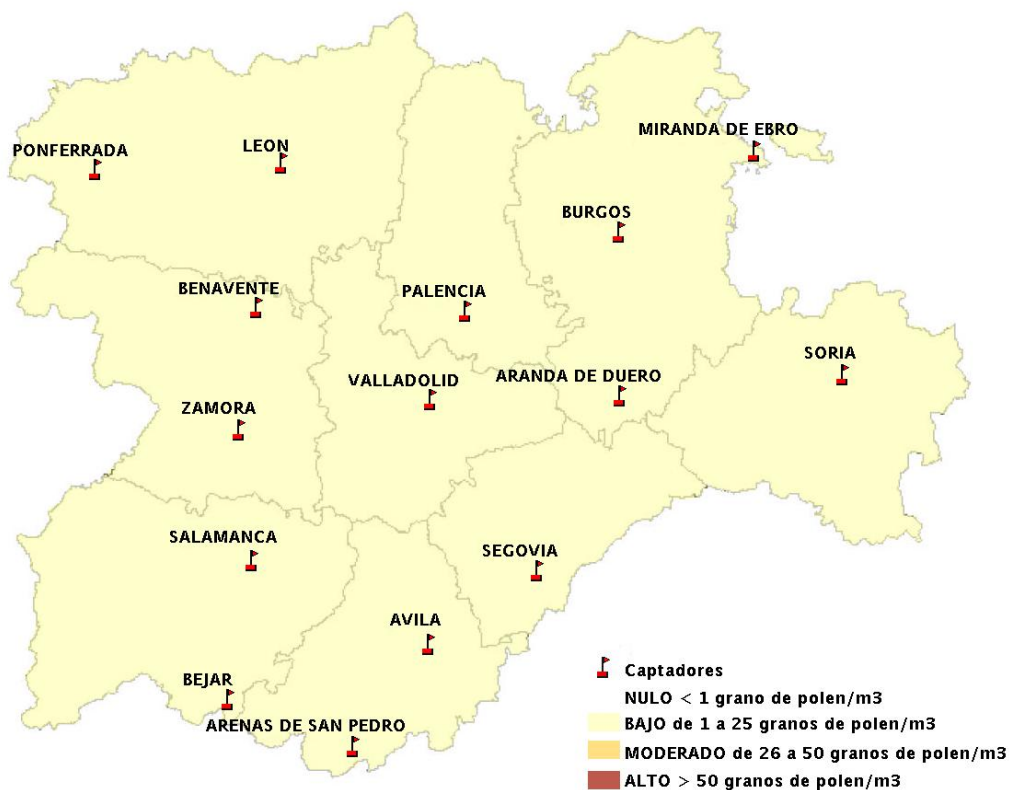 MIRANDA DE EBRO
PONFERRADA
LEON
BURGOS
BENAVENTE
PALENCIA
SORIA
VALLADOLID
ARANDA DE DUERO
ZAMORA
SALAMANCA
SEGOVIA
AVILA
BEJAR
ARENAS DE SAN PEDRO
Captadores
NULO < 1 grano de polen/m3
BAJO de 1 a 25 granos de polen/m3
MODERADO de 26 a 50 granos de polen/m3
ALTO > 50 granos de polen/m3